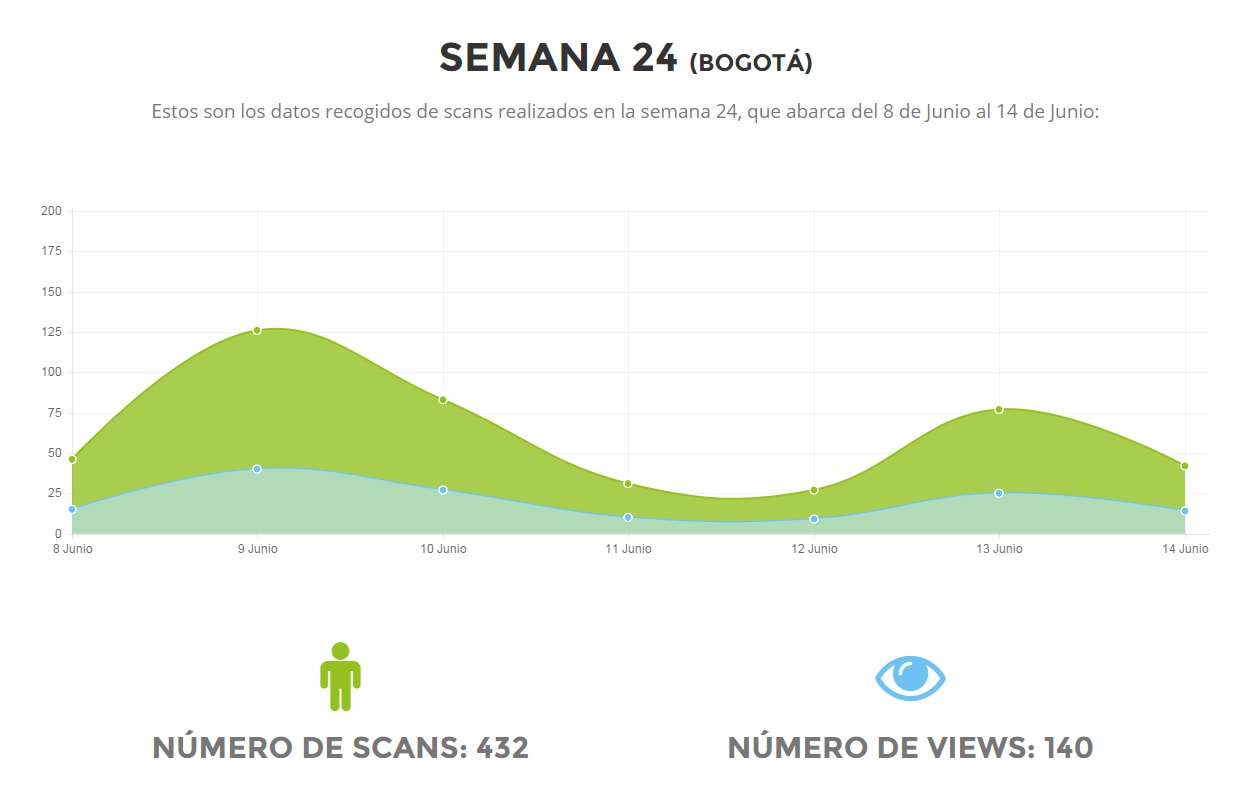 SEMANA 24 (BOGOTÁ)
Estos son los datos recogidos de scans realizados en la semana 24, que abarca del 8 de Junio al 14 de Junio:
200
175
150
125
100
75
50
25
0
8 Junio 9 Junio 10 Junio 11 Junio 12 Junio 13 Junio 14 Junio
NÚMERO DE SCANS: 432 NÚMERO DE VIEWS: 140